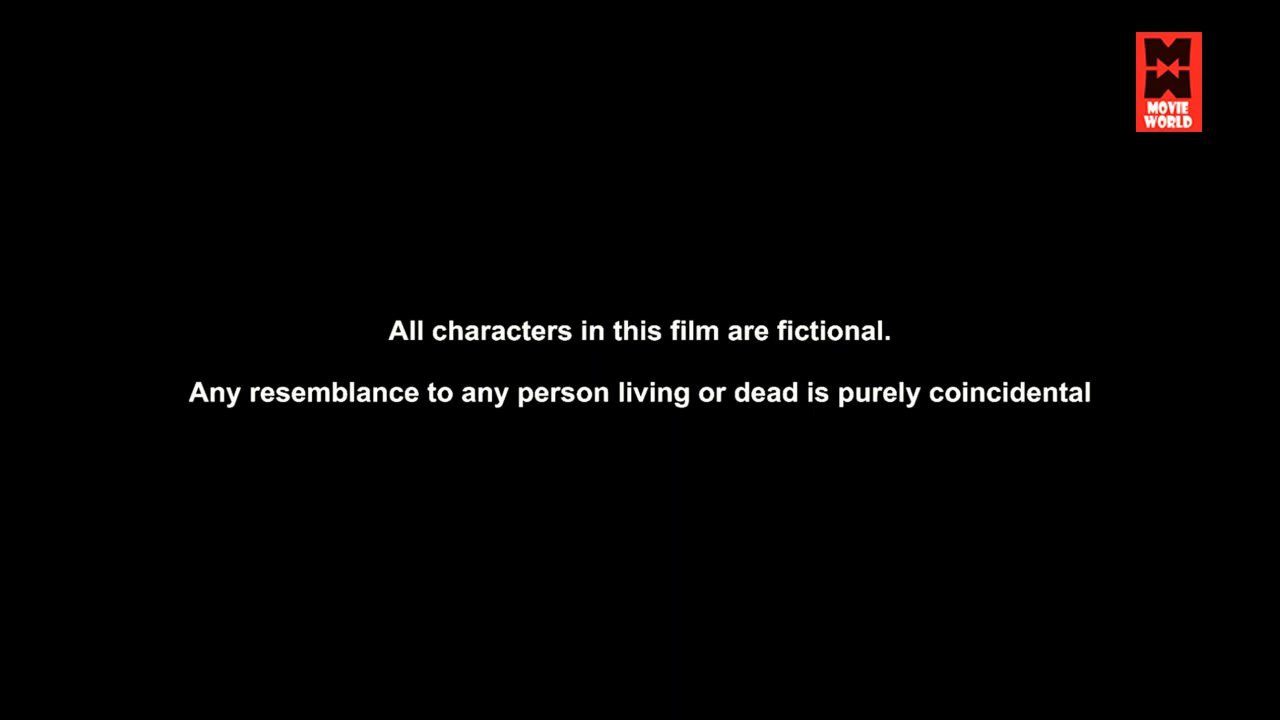 MOVIE
WORLD
All characters in this film are fictional.
Any resemblance to any person living or dead is purely coincidental